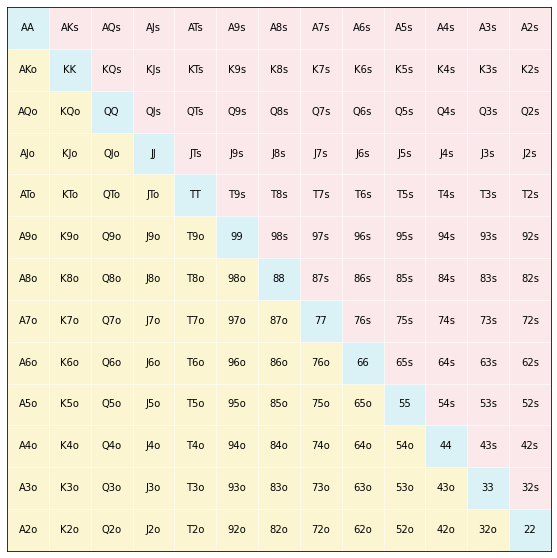 AA AKs AQs AJs ATs A9s A8s A7s A6s A5s A4s A3s A2s
AKo KK KQs KJs KTs K9s K8s K7s K6s K5s K4s K3s K2s
AQo KQo QQ QJs QTs Q9s Q8s Q7s Q6s Q5s Q4s Q3s Q2s
AJo KJo QJo JJ JTs J9s J8s J7s J6s J5s J4s J3s J2s
ATo KTo QTo JTo TT T9s T8s T7s T6s T5s T4s T3s T2s
A9o K9o Q9o J9o T9o 99 98s 97s 96s 95s 94s 93s 92s
A8o K8o Q8o J8o T8o 98o 88 87s 86s 85s 84s 83s 82s
A7o K7o Q7o J7o T7o 97o 87o 77 76s 75s 74s 73s 72s
A6o K6o Q6o J6o T6o 96o 86o 76o 66 65s 64s 63s 62s
A5o K5o Q5o J5o T5o 95o 85o 75o 65o 55 54s 53s 52s
A4o K4o Q4o J4o T4o 94o 84o 74o 64o 54o 44 43s 42s
A3o K3o Q3o J3o T3o 93o 83o 73o 63o 53o 43o 33 32s
A2o K2o Q2o J2o T2o 92o 82o 72o 62o 52o 42o 32o 22